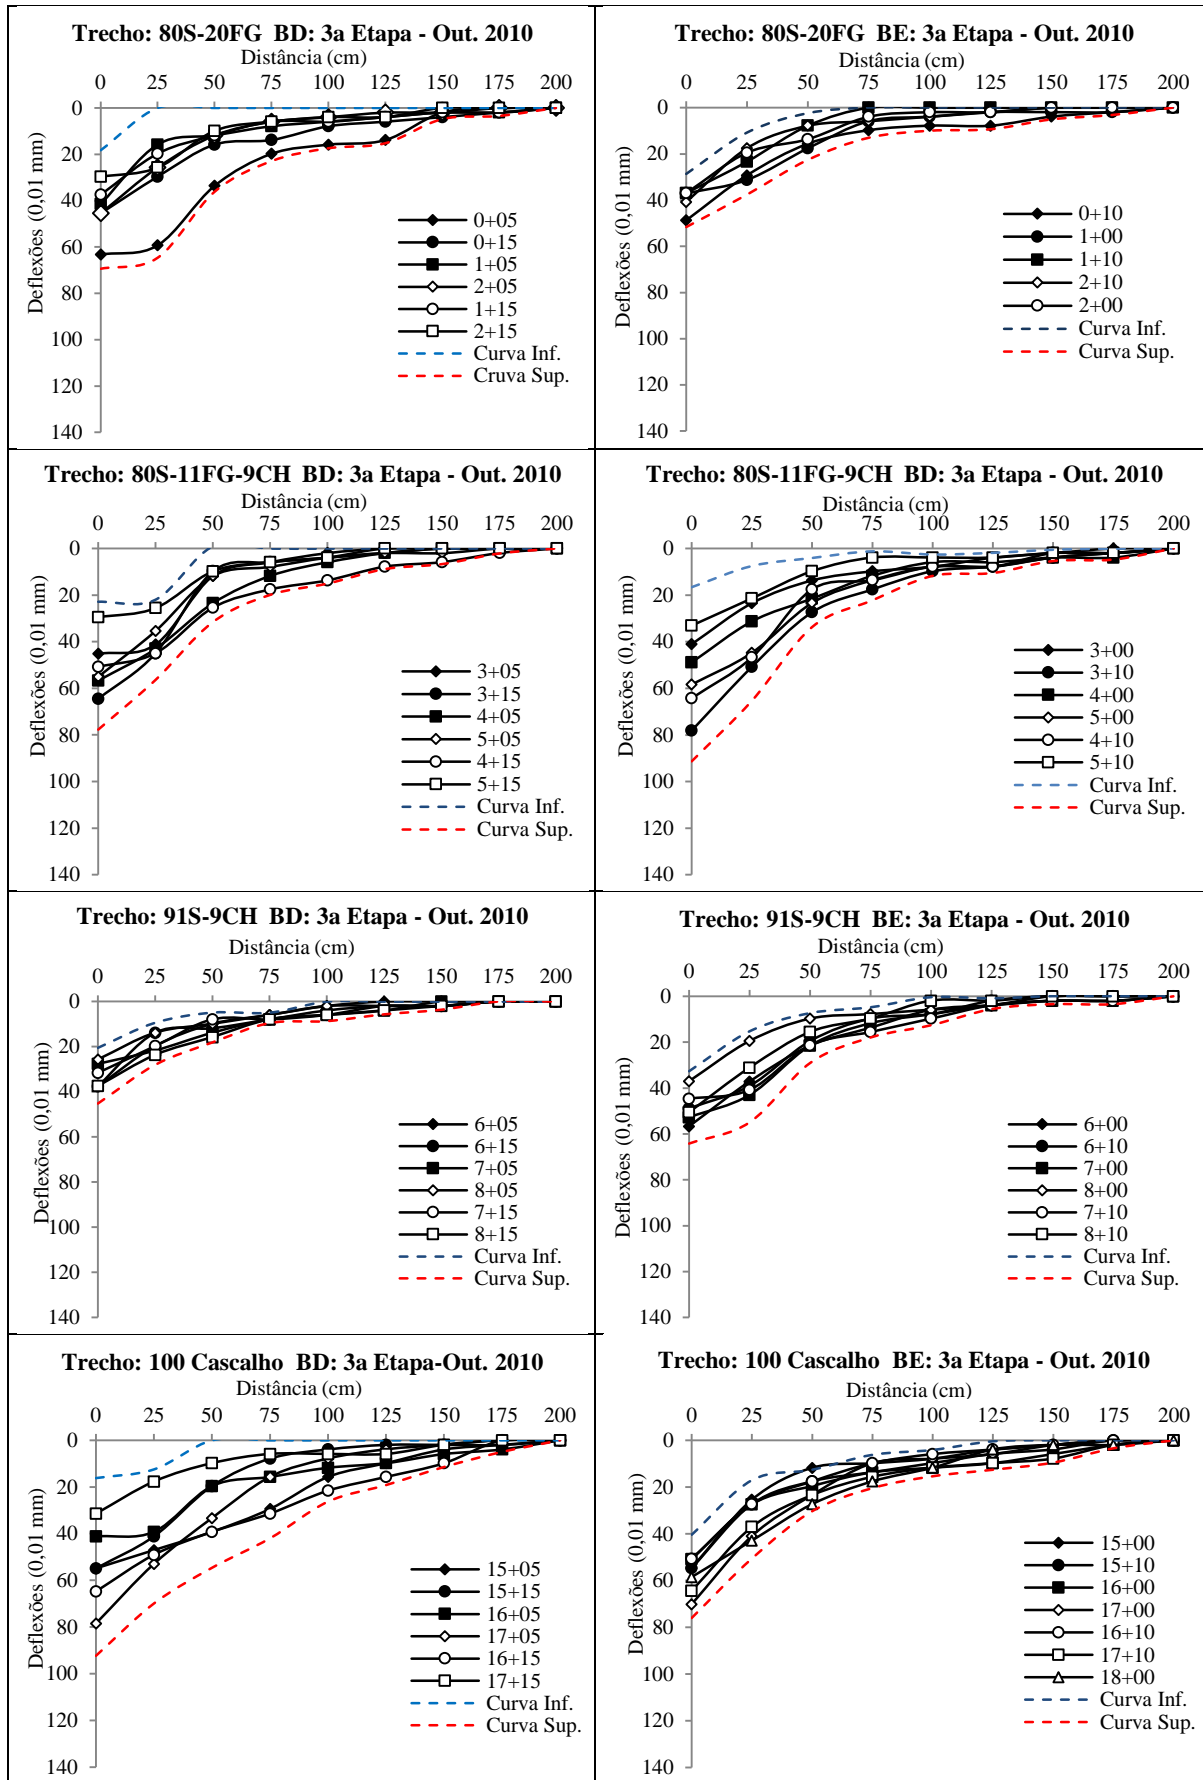 Trecho: 80S-20FG BD: 3a Etapa - Out. 2010
Distância (cm)
0 25 50 75 100 125 150 175 200
0
20
40
60
80
100
120
140
Deflexões (0,01 mm)
0+05
0+15
1+05
2+05
1+15
2+15
Curva Inf.
Cruva Sup.
Trecho: 80S-20FG BE: 3a Etapa - Out. 2010
Distância (cm)
0 25 50 75 100 125 150 175 200
0
20
40
60
80
100
120
140
Deflexões (0,01 mm)
0+10
1+00
1+10
2+10
2+00
Curva Inf.
Curva Sup.
Trecho: 80S-11FG-9CH BD: 3a Etapa - Out. 2010
Distância (cm)
0 25 50 75 100 125 150 175 200
0
20
40
60
80
100
120
140
Deflexões (0,01 mm)
3+05
3+15
4+05
5+05
4+15
5+15
Curva Inf.
Curva Sup.
Trecho: 80S-11FG-9CH BE: 3a Etapa - Out. 2010
Distância (cm)
0 25 50 75 100 125 150 175 200
0
20
40
60
80
100
120
140
Deflexões (0,01 mm)
3+00
3+10
4+00
5+00
4+10
5+10
Curva Inf.
Curva Sup.
Trecho: 91S-9CH BD: 3a Etapa - Out. 2010
Distância (cm)
0 25 50 75 100 125 150 175 200
0
20
40
60
80
100
120
140
Deflexões (0,01 mm)
6+05
6+15
7+05
8+05
7+15
8+15
Curva Inf.
Curva Sup.
Trecho: 91S-9CH BE: 3a Etapa - Out. 2010
Distância (cm)
0 25 50 75 100 125 150 175 200
0
20
40
60
80
100
120
140
Deflexões (0,01 mm)
6+00
6+10
7+00
8+00
7+10
8+10
Curva Inf.
Curva Sup.
Trecho: 100 Cascalho BD: 3a Etapa-Out. 2010
Distância (cm)
0 25 50 75 100 125 150 175 200
0
20
40
60
80
100
120
140
Deflexões (0,01 mm)
15+05
15+15
16+05
17+05
16+15
17+15
Curva Inf.
Curva Sup.
Trecho: 100 Cascalho BE: 3a Etapa - Out. 2010
Distância (cm)
0 25 50 75 100 125 150 175 200
0
20
40
60
80
100
120
140
Deflexões (0,01 mm)
15+00
15+10
16+00
17+00
16+10
17+10
18+00
Curva Inf.
Curva Sup.